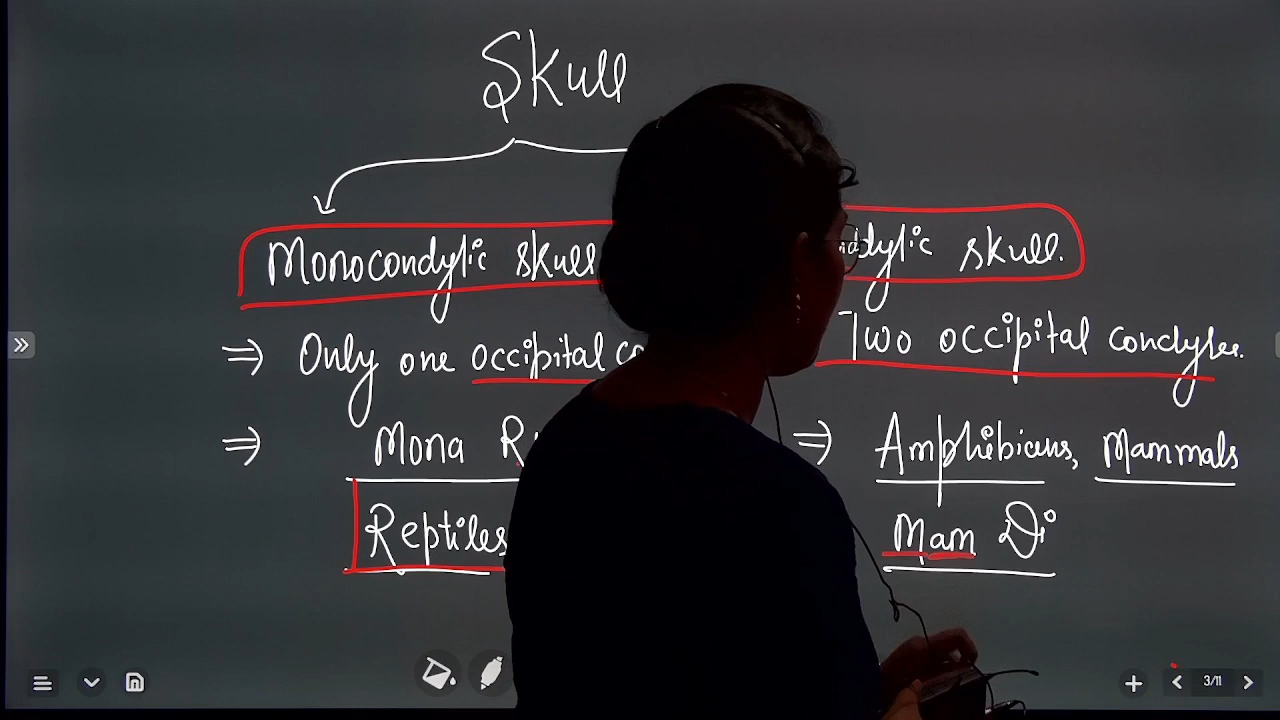 Skull
Monocondylic skull
dylic skull.
⇒ Only one occipital co
Two occipital condyles.
⇒ Mona R
⇒ Amphibians, Mammals
Reptiles
Mam Di
3/11